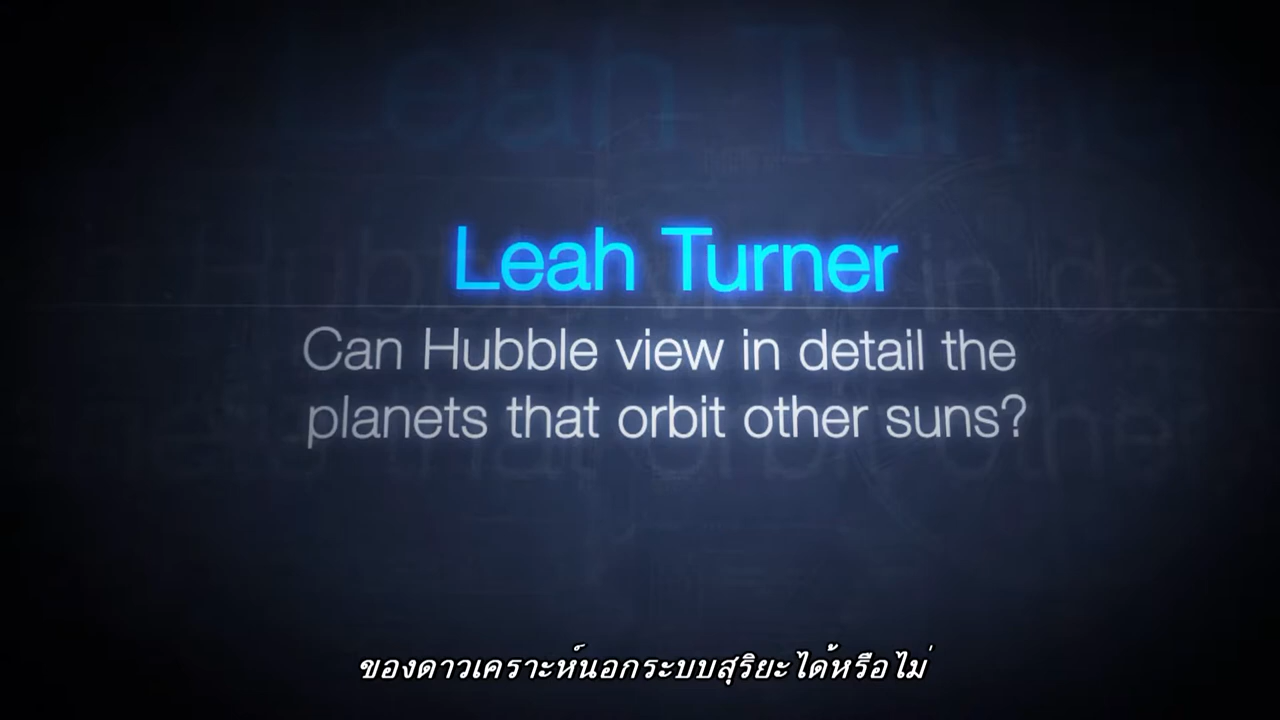 Leah Turner
Can Hubble view in detail the
planets that orbit other suns?
ของดาวเคราะห์นอกระบบสุริยะได้หรือไม่